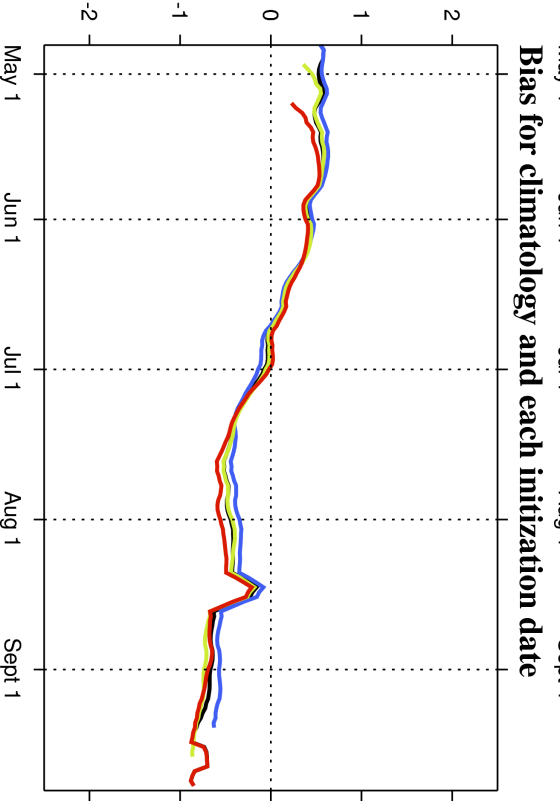 Bias for climatology and each initization date
2
1
0
-1
-2
May 1
Jun 1
Jul 1
Aug 1
Sept 1